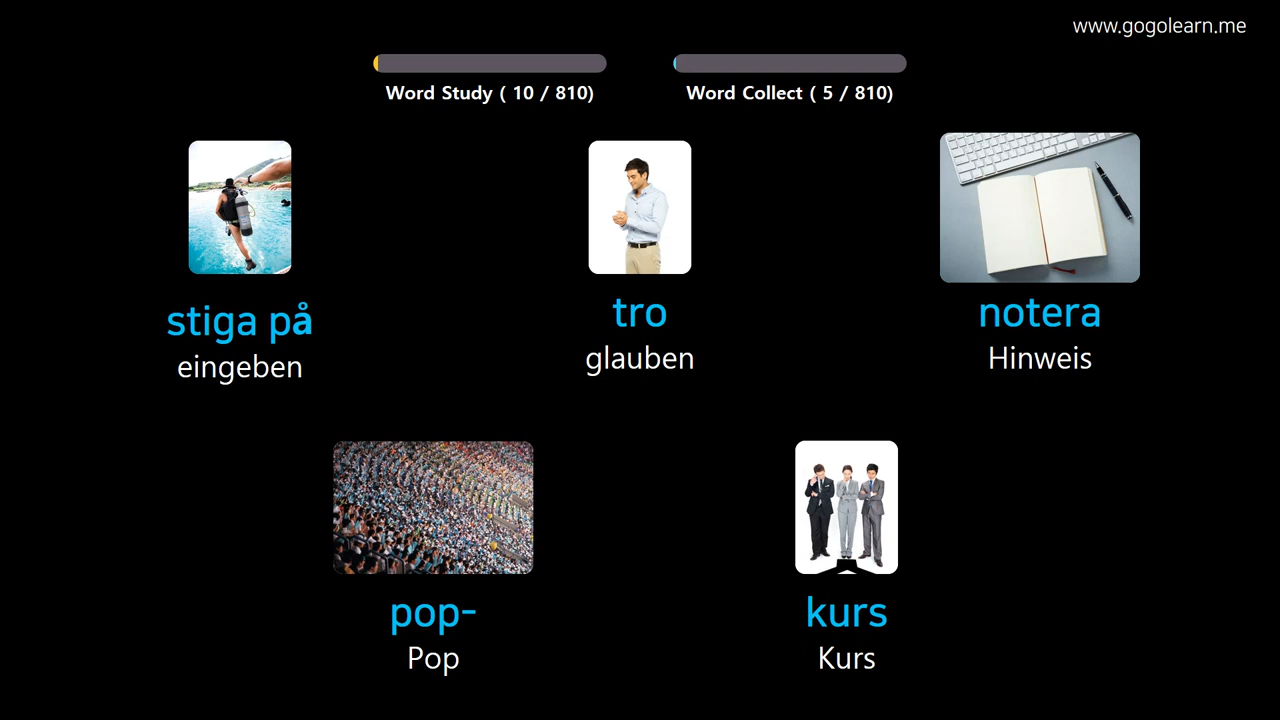 www.gogolearn.me
Word Study ( 10 / 810)
Word Collect ( 5 / 810)
stiga på
eingeben
tro
glauben
notera
Hinweis
pop-
Pop
kurs
Kurs